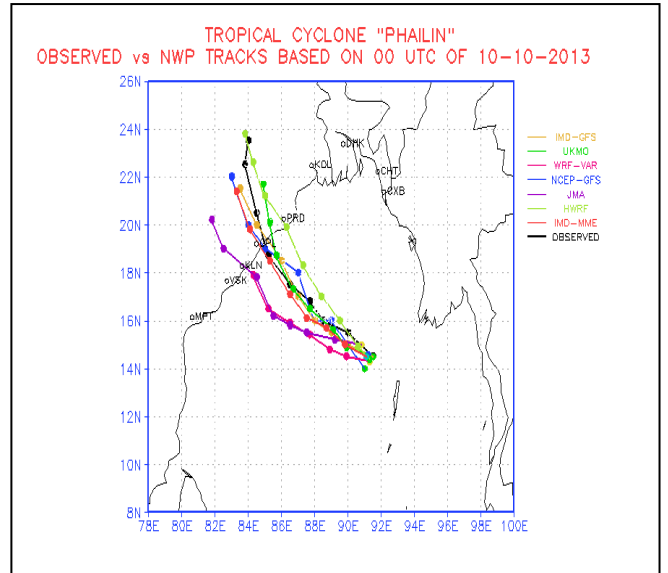 TROPICAL CYCLONE "PHAILIN"
OBSERVED vs NWP TRACKS BASED ON 00 UTC OF 10-10-2013
26N
24N
22N
20N
18N
16N
14N
12N
10N
8N
78E 80E 82E 84E 86E 88E 90E 92E 94E 96E 98E 100E
DHK
KOL
CHT
CXB
PRD
GPL
KLN
VSK
MPT
IMD-GFS
UKMO
WRF-VAR
NCEP-GFS
JMA
HWRF
IMD-MME
OBSERVED